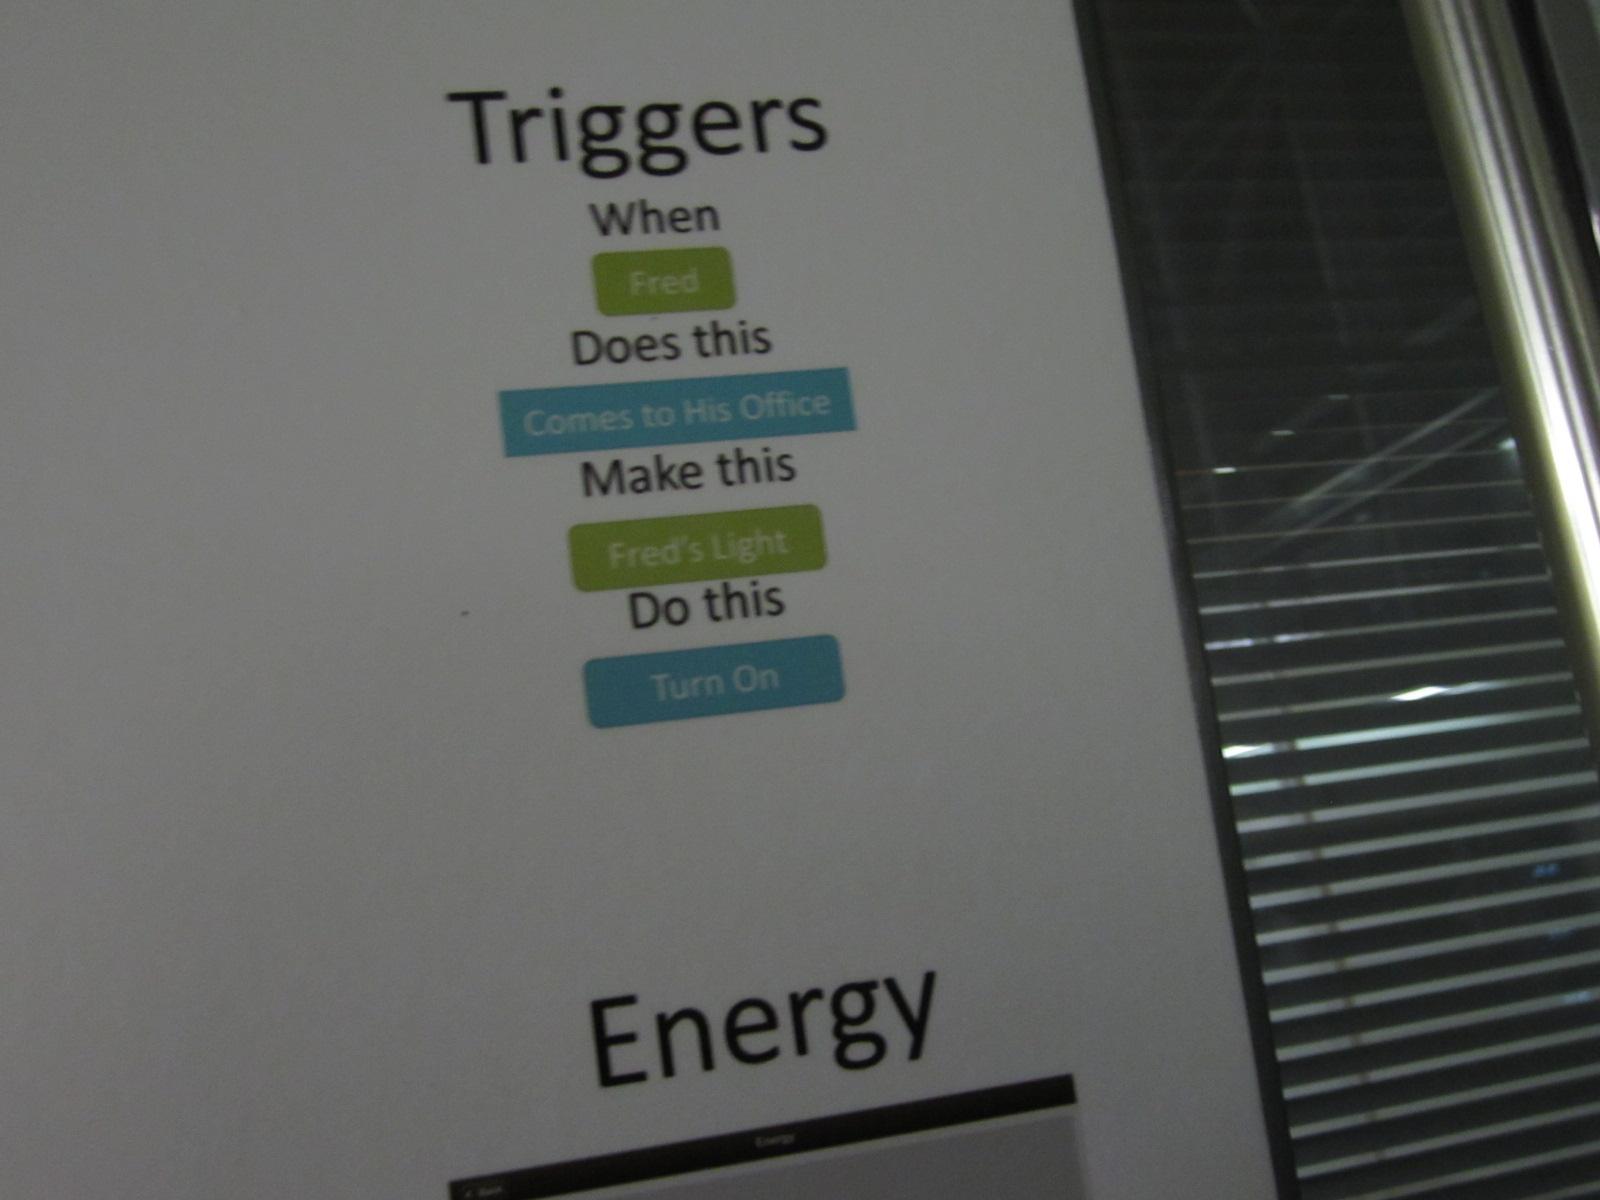 Triggers
When
Fred
Does this
Comes to His Office
Make this
Fred's Light
Do this
Turn On
Energy
Energy